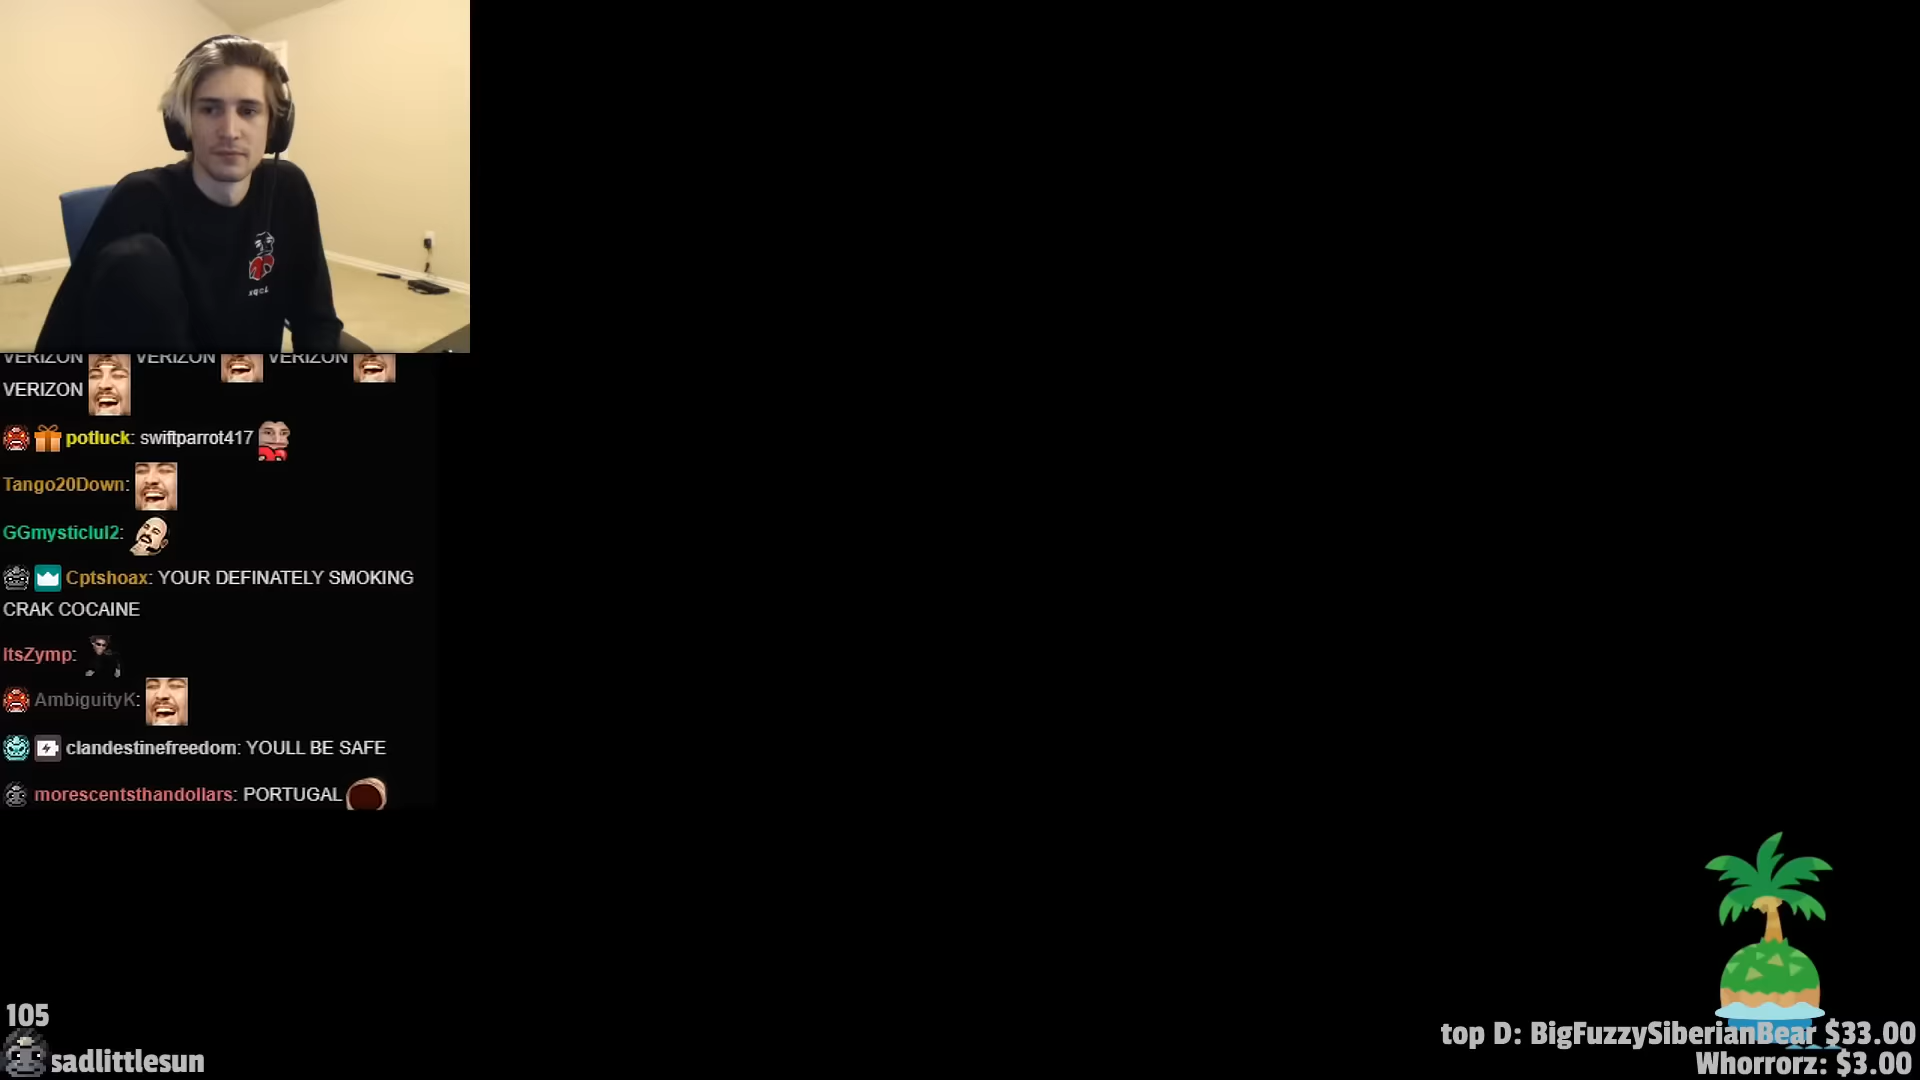 xqcL
VERIZON VERIZON VERIZON
VERIZON
potluck: swiftparrot417
Tango20Down:
GGmysticlul2:
Cptshoax: YOUR DEFINATELY SMOKING
CRAK COCAINE
ItsZymp:
AmbiguityK:
clandestinefreedom: YOULL BE SAFE
morescentsthandollars: PORTUGAL
105
sadlittlesun
top D: BigFuzzySiberianBear $33.00
Whorrorz: $3.00